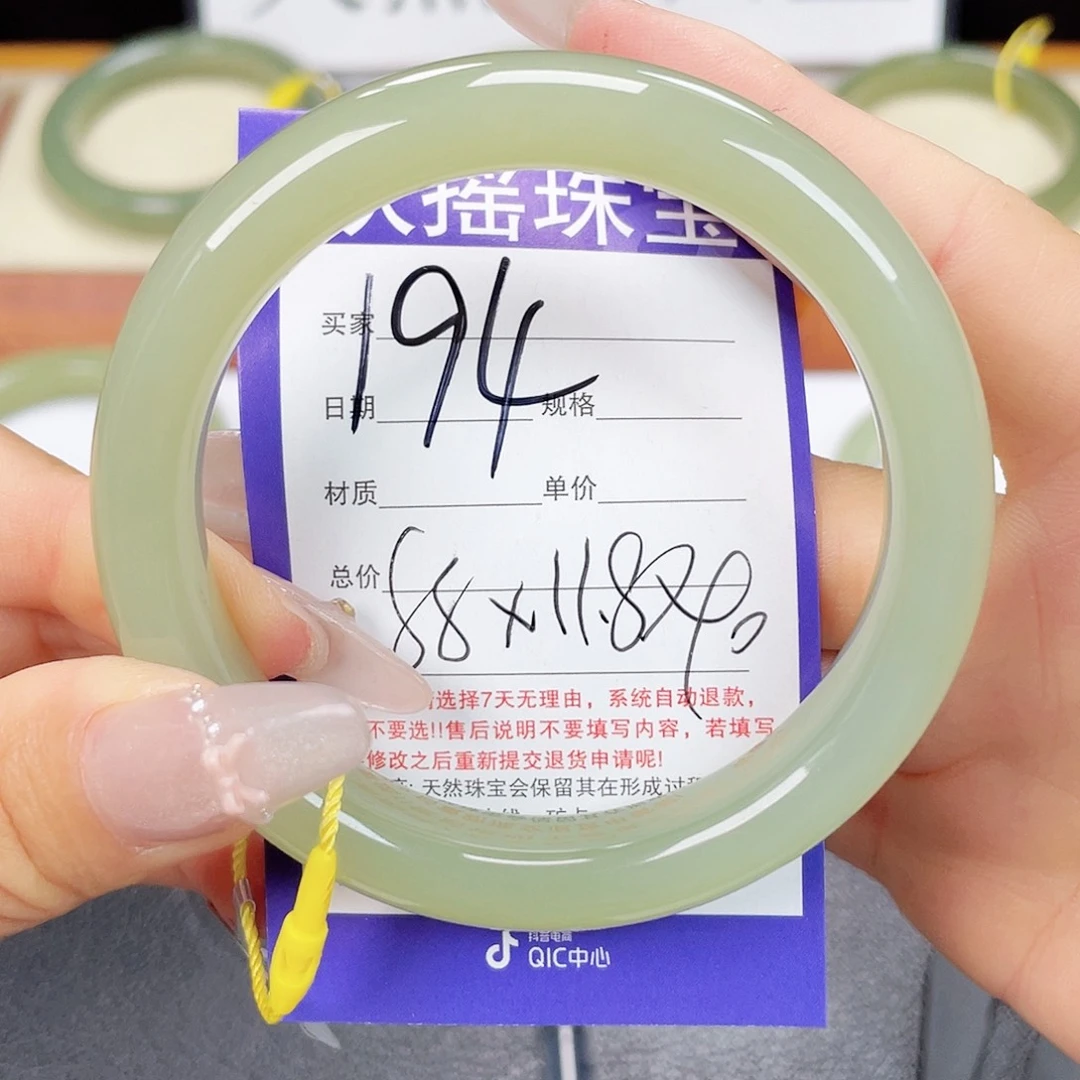 摇珠宝
194
买家
日期 规格
材质 单价
总价 58x11.8
选择7天无理由，系统自动退款，
不要选!!售后说明不要填写内容，若填写
修改之后重新提交退货申请呢!
天然珠宝会保留其在形成过
抖音电商
QIC中心